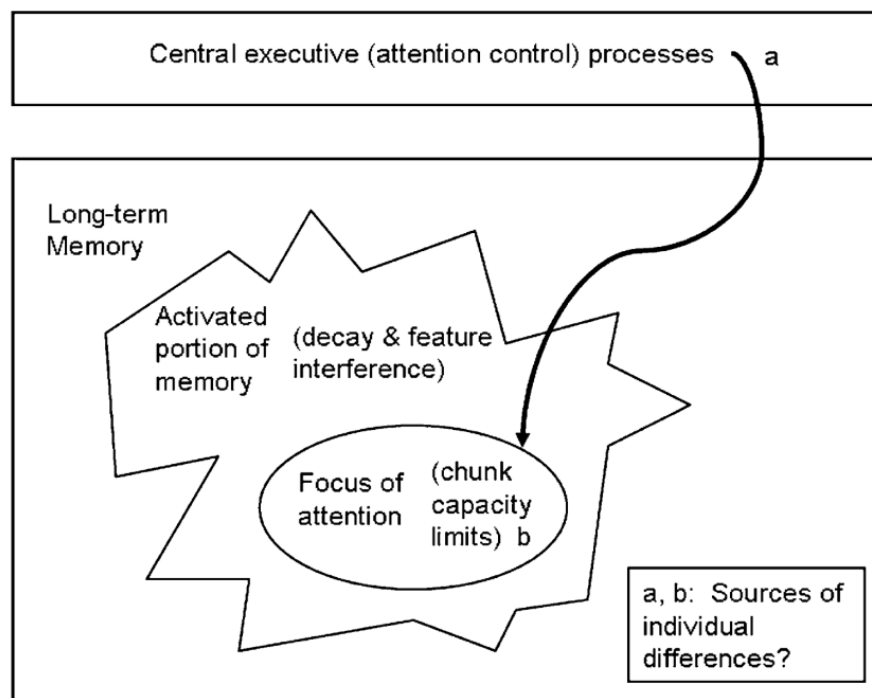 Central executive (attention control) processes a
Long-term
Memory
Activated
portion of
memory
(decay & feature
interference)
Focus of
attention
(chunk
capacity
limits) b
a, b: Sources of
individual
differences?